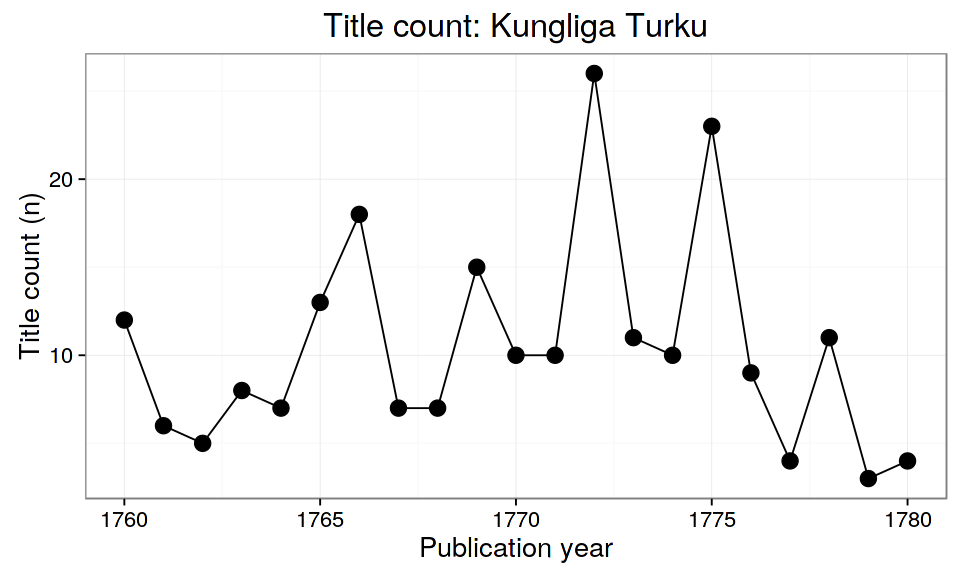 Title count: Kungliga Turku
Title count (n)
20
10
1760 1765 1770 1775 1780
Publication year